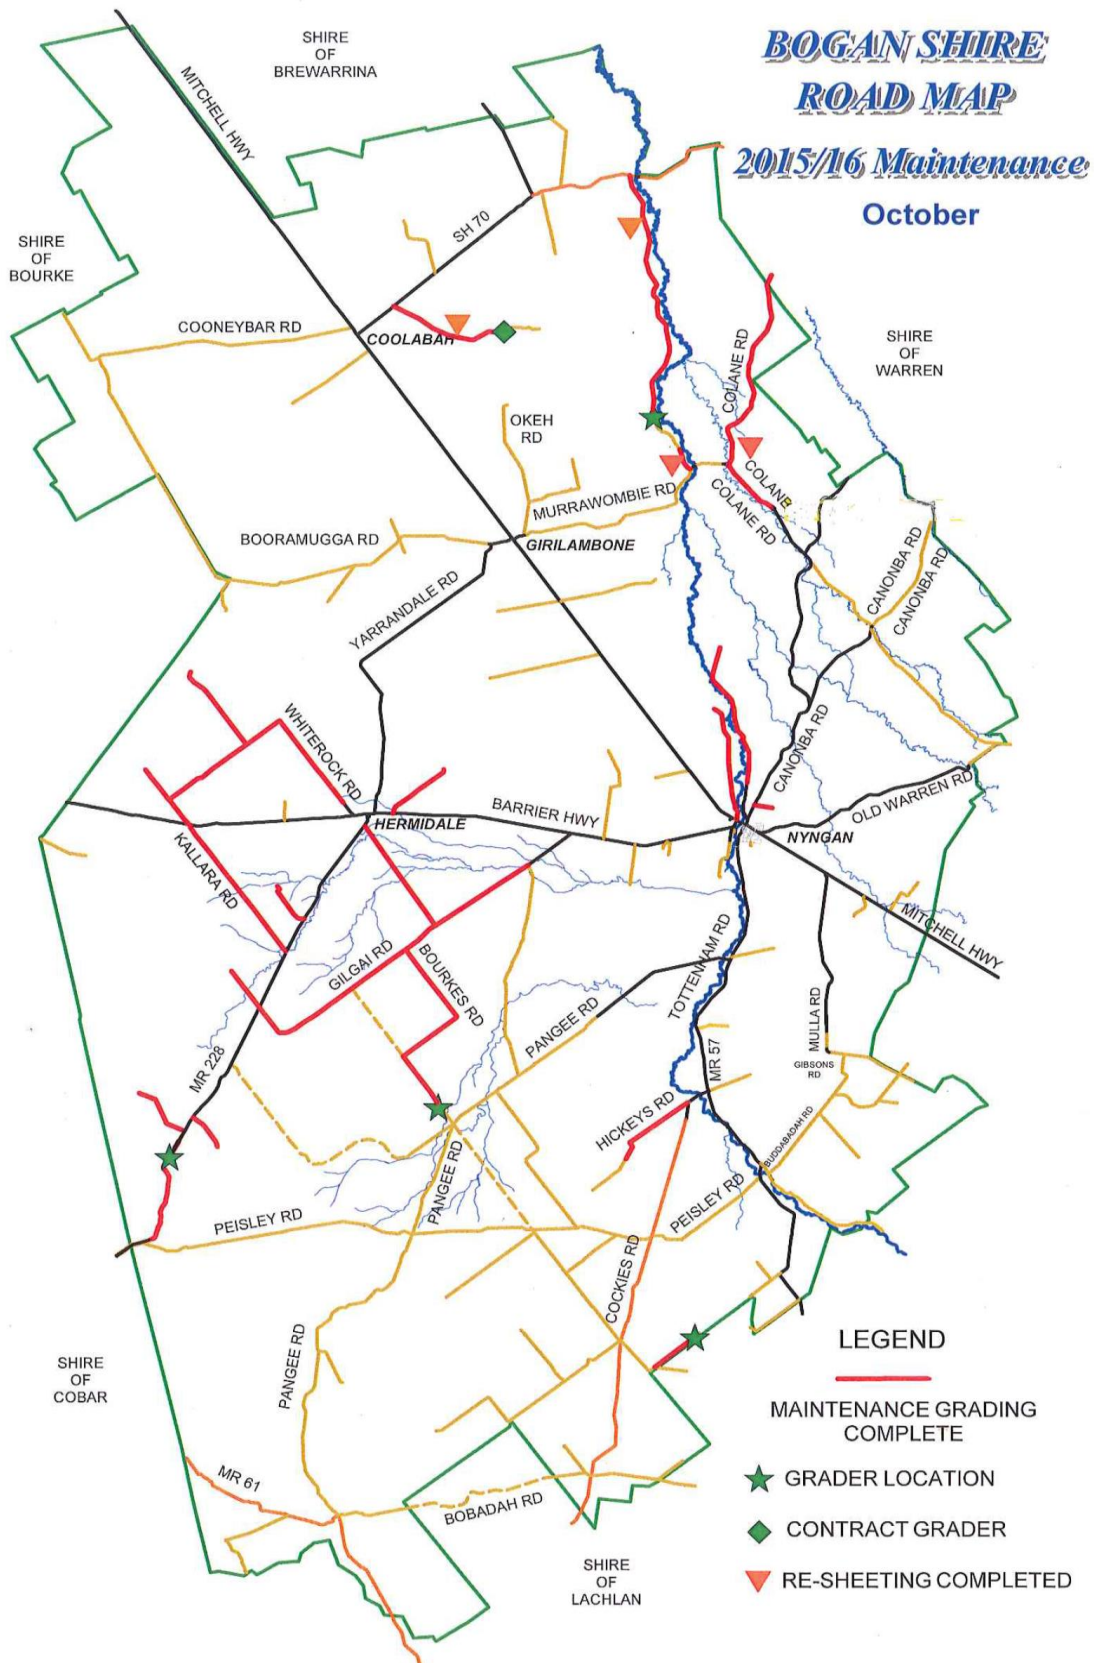 BOGAN SHIRE
ROAD MAP
2015/16 Maintenance
October
SHIRE
OF
BREWARRINA
MITCHELL HWY
SHIRE
OF
BOURKE
SH 70
COONEYBAR RD
COOLABAH
SHIRE
OF
WARREN
COLANE RD
OKEH
RD
MURRAWOMBIE RD
COLANE
COLANE RD
BOORAMUGGA RD
GIRILAMBONE
CANONBA RD
CANONBA RD
YARRANDALE RD
WHITEROCK RD
CANONBA RD
OLD WARREN RD
BARRIER HWY
HERMIDALE
NYNGAN
KALLARA RD
MITCHELL HWY
GILGAI RD
BOURKES RD
TOTTENHAM RD
PANGEE RD
MULLA RD
MR 228
MR 57
GIBSONS
RD
HICKEYS RD
BUDDABADAH RD
PANGEE RD
PEISLEY RD
PEISLEY RD
COCKIES RD
PANGEE RD
SHIRE
OF
COBAR
MR 61
BOBADAH RD
SHIRE
OF
LACHLAN
LEGEND
MAINTENANCE GRADING
COMPLETE
GRADER LOCATION
CONTRACT GRADER
RE-SHEETING COMPLETED